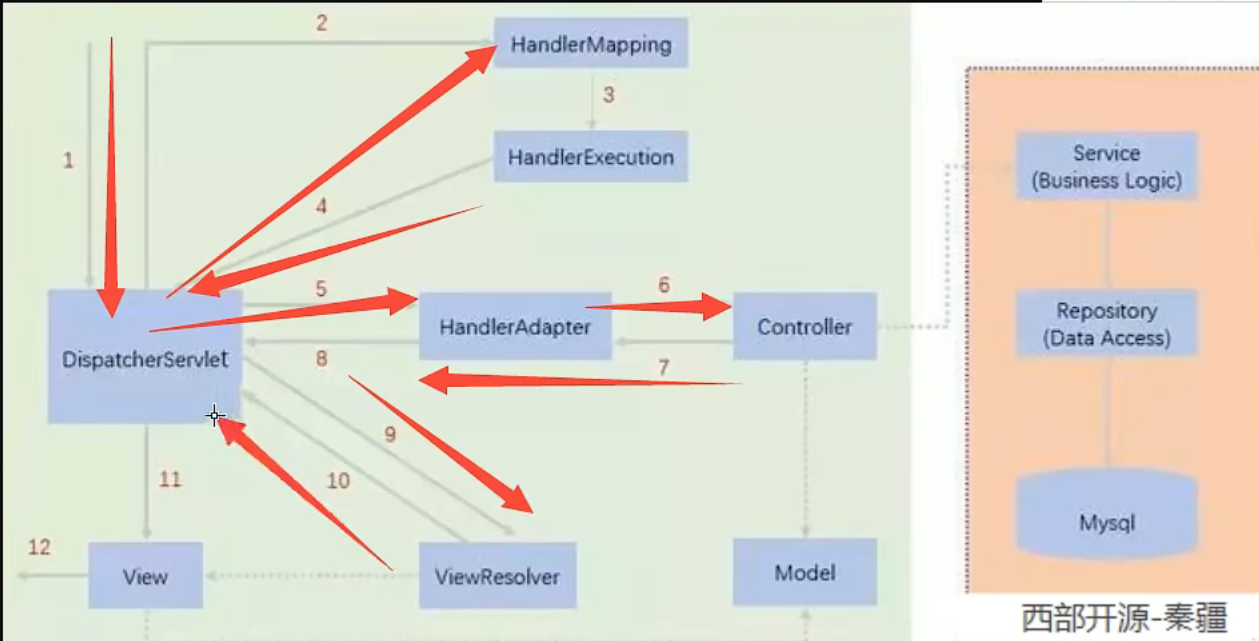 2
HandlerMapping
3
1
HandlerExecution
Service
(Business Logic)
4
5
6
HandlerAdapter
Controller
Repository
(Data Access)
DispatcherServlet
8
7
9
10
11
Mysql
12
View
ViewResolver
Model
西部开源-秦疆